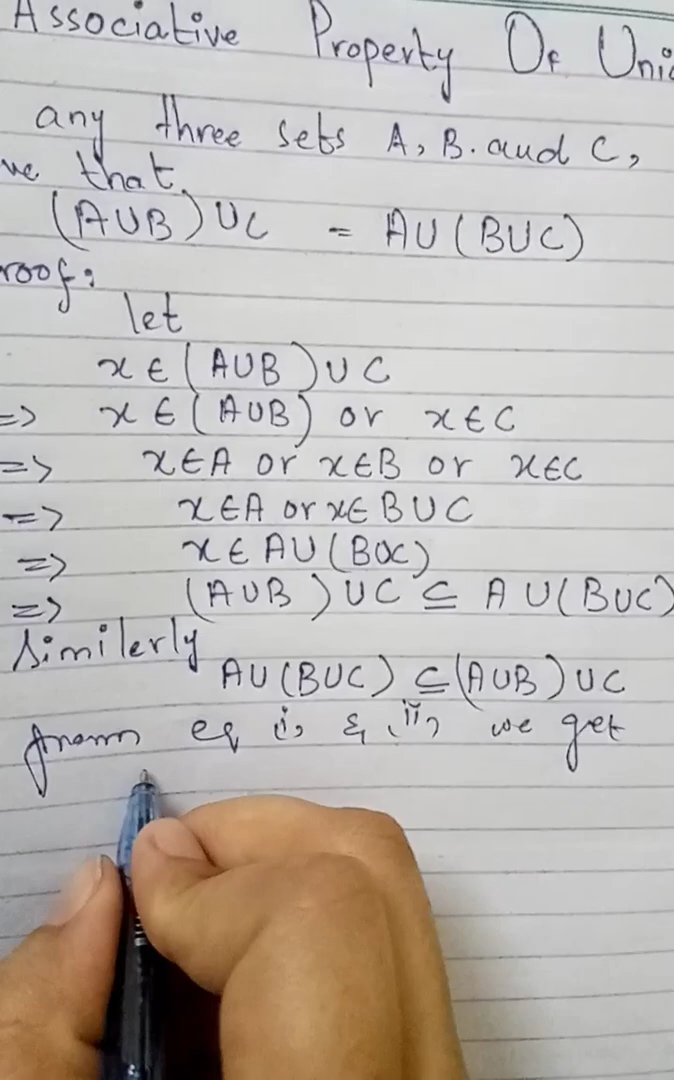 Associative Property Of Unio
any three sets A, B. and C,
ve that
(AUB)UC = AU(BUC)
roof:
let
x ∈ (AUB)UC
=> x ∈ (AUB) or x∈C
=> x∈A or x∈B or x∈C
=> x∈A or x∈ BUC
=> x∈ AU(BUC)
=> (AUB)UC ⊆ AU(BUC)
Similerly
AU(BUC) ⊆ (AUB)UC
from eq i, & ii, we get